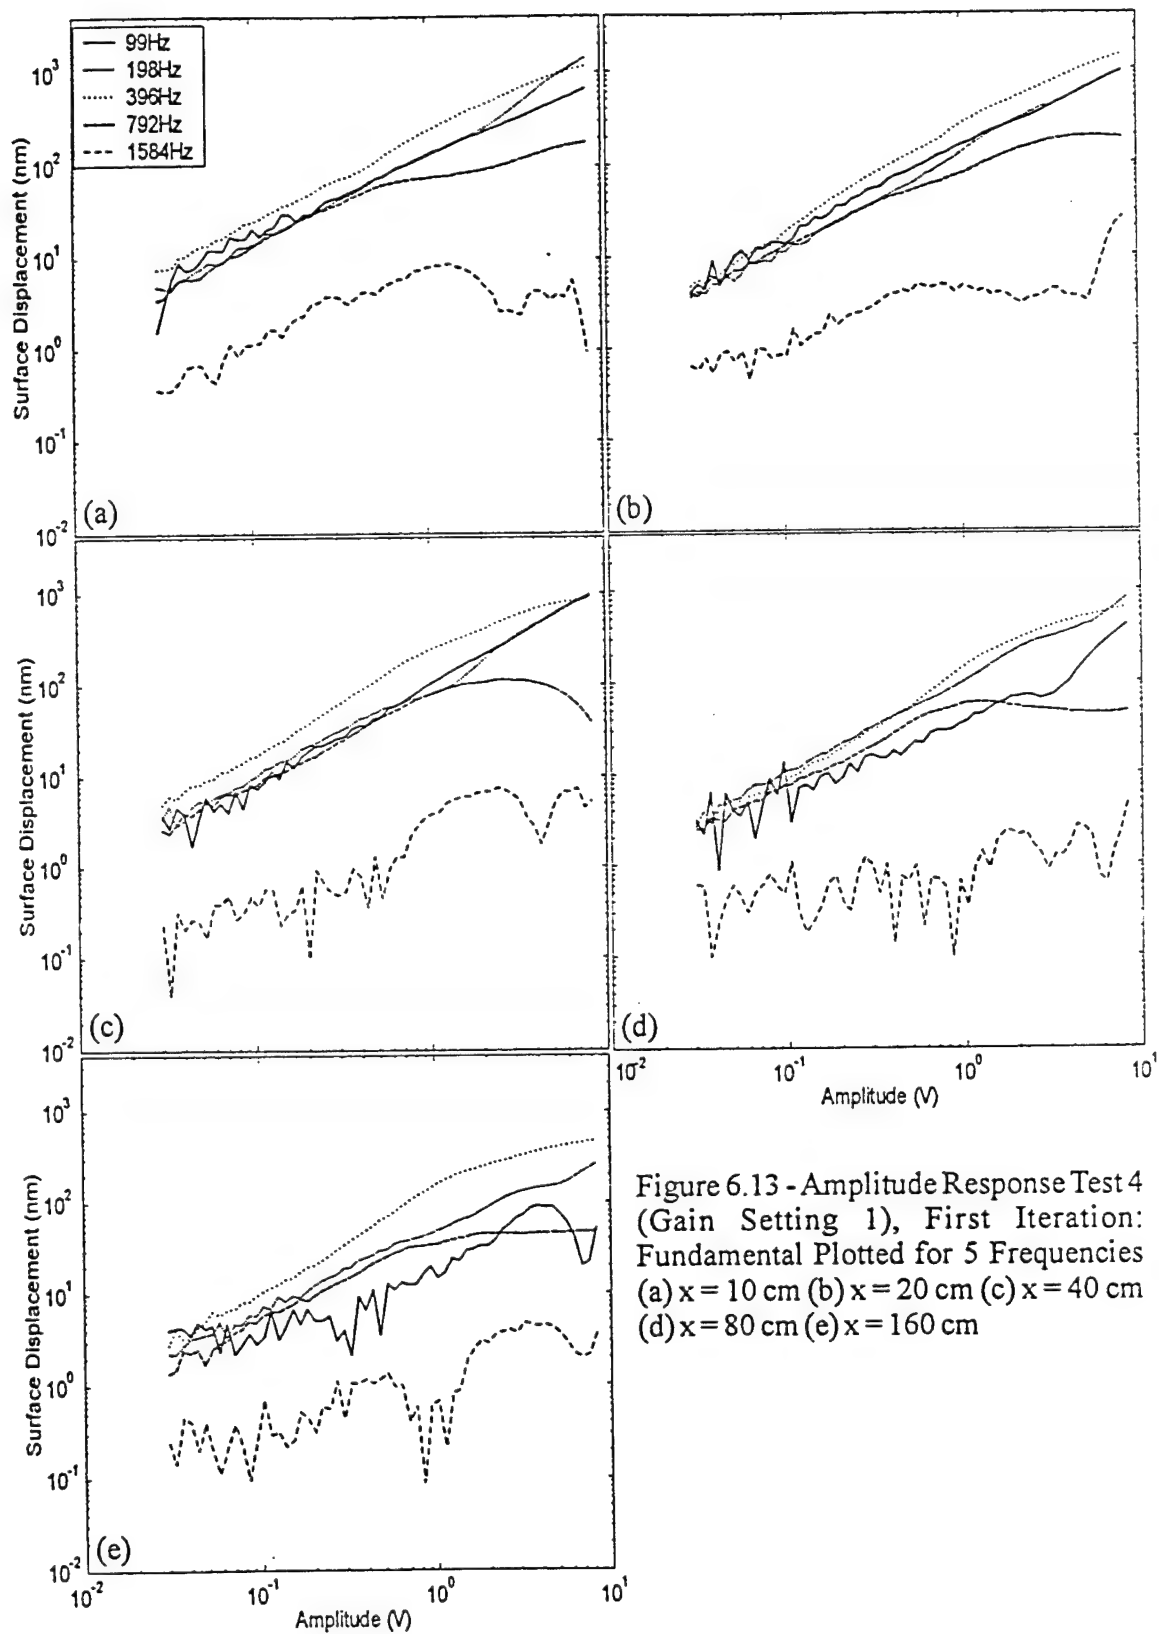 99Hz
198Hz
396Hz
792Hz
1584Hz
10³
10²
10¹
10⁰
10⁻¹
10⁻²
Surface Displacement (nm)
(a)
(b)
10³
10²
10¹
10⁰
10⁻¹
10⁻²
Surface Displacement (nm)
(c)
(d)
10⁻²
10⁻¹
10⁰
10¹
Amplitude (V)
10³
10²
10¹
10⁰
10⁻¹
10⁻²
Surface Displacement (nm)
(e)
10⁻²
10⁻¹
10⁰
10¹
Amplitude (V)
Figure 6.13 - Amplitude Response Test 4
(Gain Setting 1), First Iteration:
Fundamental Plotted for 5 Frequencies
(a) x = 10 cm (b) x = 20 cm (c) x = 40 cm
(d) x = 80 cm (e) x = 160 cm